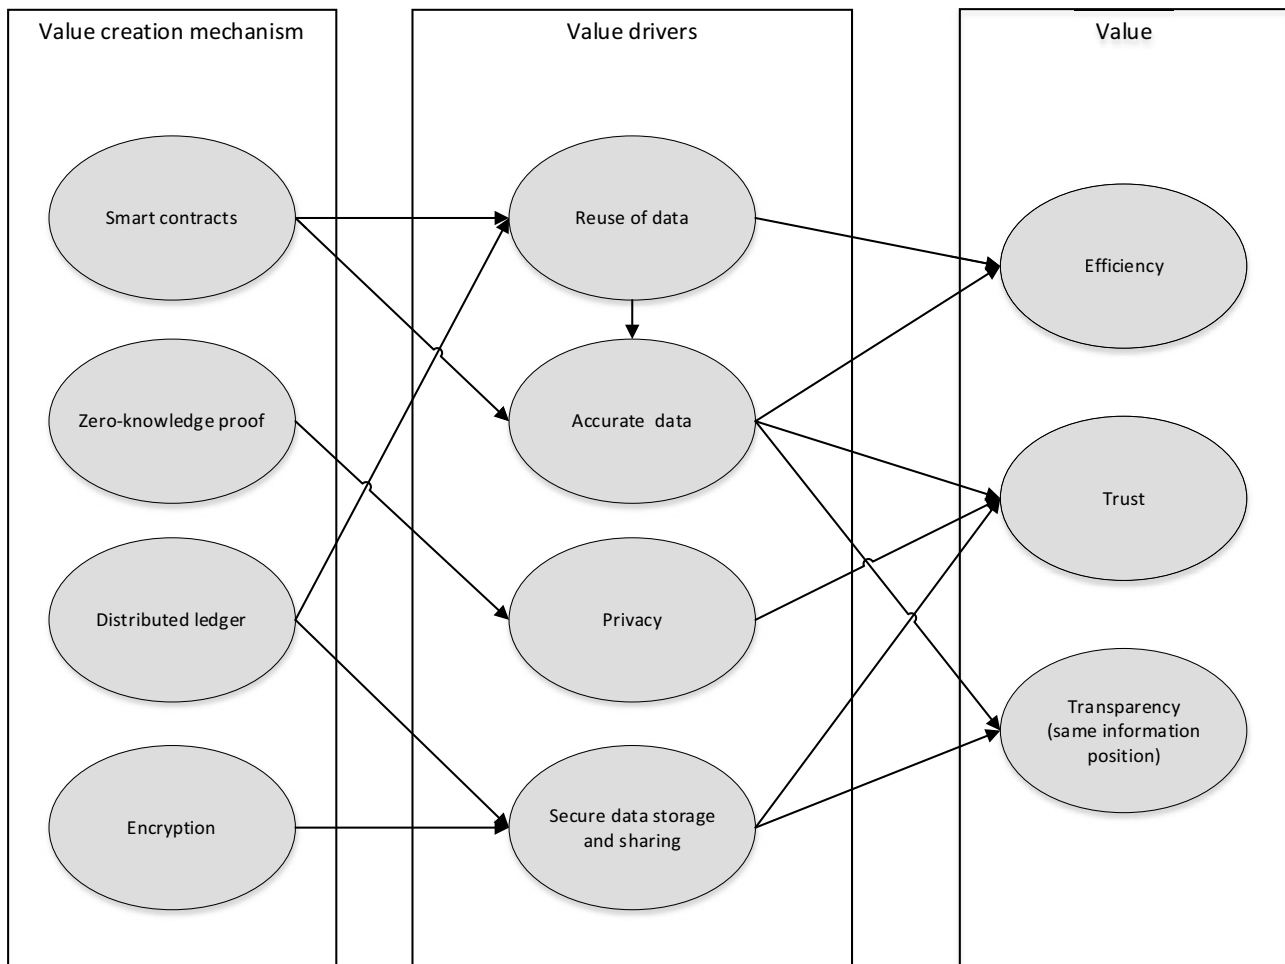 Value creation mechanism
Smart contracts
Zero-knowledge proof
Distributed ledger
Encryption
Value drivers
Reuse of data
Accurate  data
Privacy
Secure data storage
and sharing
Value
Efficiency
Trust
Transparency
(same information
position)